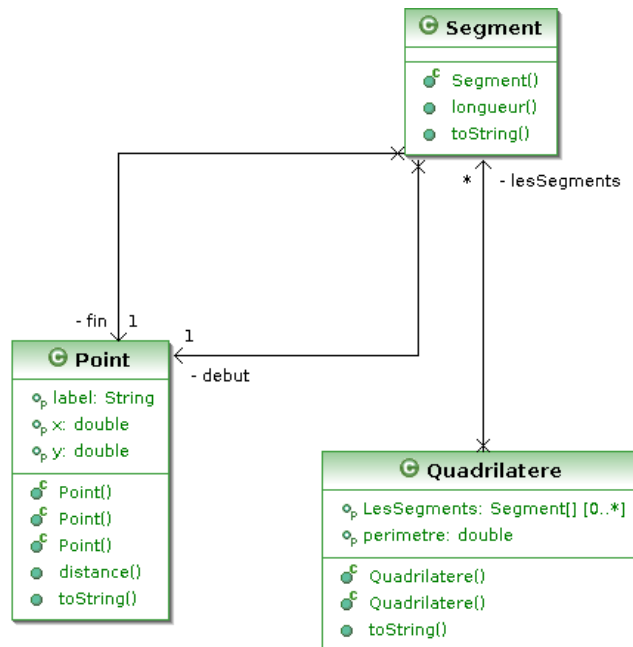 C Segment
C Segment()
longueur()
toString()
* - lesSegments
- fin 1
1
- debut
C Point
P label: String
P x: double
P y: double
C Point()
C Point()
C Point()
distance()
toString()
C Quadrilatere
P LesSegments: Segment[] [0..*]
P perimetre: double
C Quadrilatere()
C Quadrilatere()
toString()